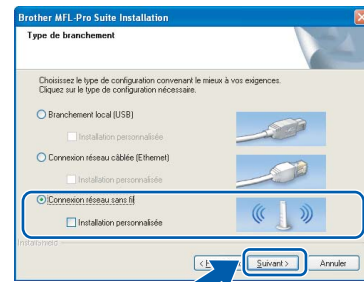 Brother MFL-Pro Suite Installation
Type de branchement
Choisissez le type de configuration convenant le mieux à vos exigences.
Cliquez sur le type de configuration nécessaire.
Branchement local (USB)
Installation personnalisée
Connexion réseau câblée (Ethernet)
Installation personnalisée
Connexion réseau sans fil
Installation personnalisée
InstallShield
Suivant > Annuler